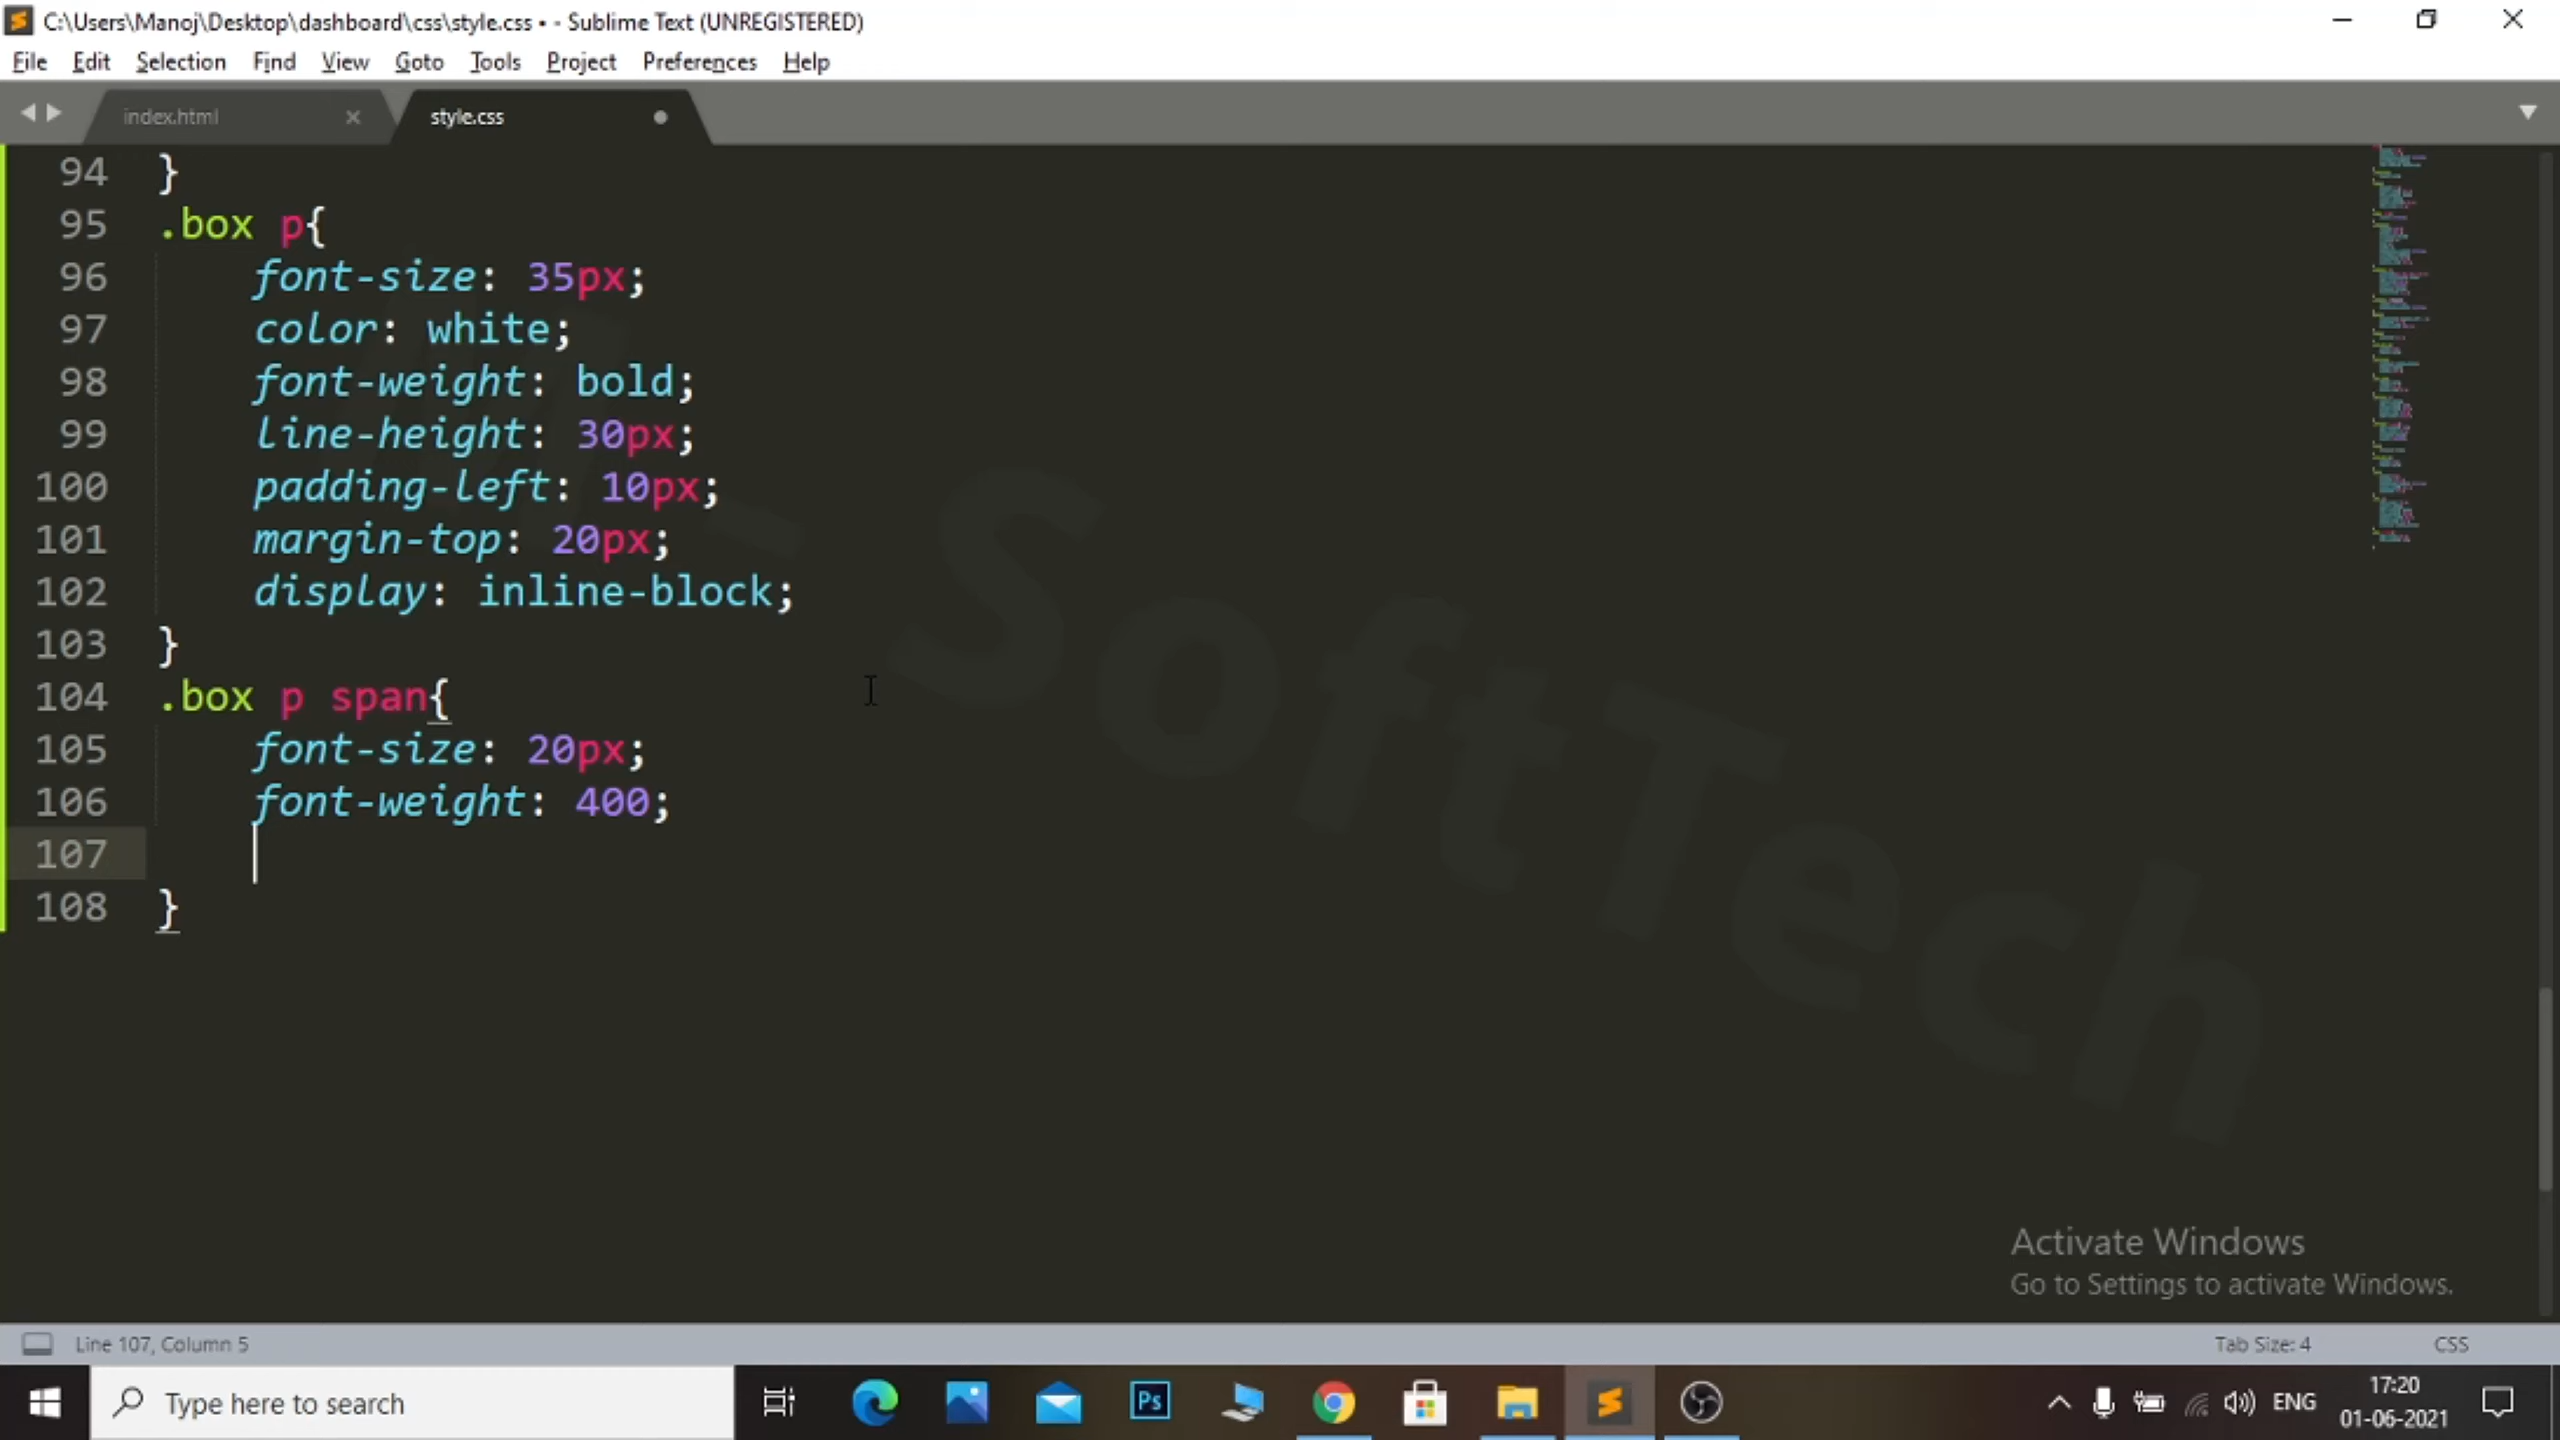 C:\Users\Manoj\Desktop\dashboard\css\style.css • - Sublime Text (UNREGISTERED)
File Edit Selection Find View Goto Tools Project Preferences Help
index.html
style.css
94 }
95 .box p{
96 font-size: 35px;
97 color: white;
98 font-weight: bold;
99 line-height: 30px;
100 padding-left: 10px;
101 margin-top: 20px;
102 display: inline-block;
103 }
104 .box p span{
105 font-size: 20px;
106 font-weight: 400;
107
108 }
M - SoftTech
Activate Windows
Go to Settings to activate Windows.
Line 107, Column 5
Tab Size: 4
CSS
Type here to search
Ps
ENG
17:20
01-06-2021